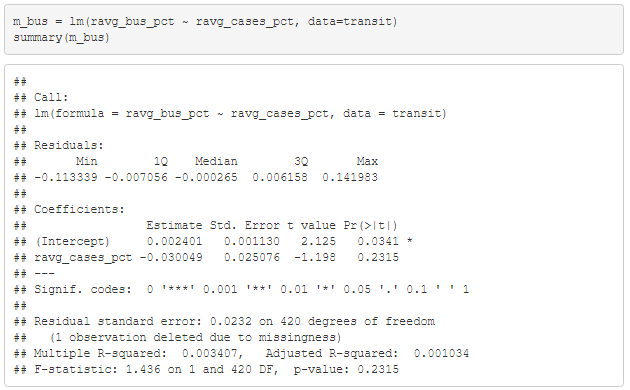 m_bus = lm(ravg_bus_pct ~ ravg_cases_pct, data=transit)
summary(m_bus)
##
## Call:
## lm(formula = ravg_bus_pct ~ ravg_cases_pct, data = transit)
##
## Residuals:
##       Min        1Q    Median        3Q       Max
## -0.113339 -0.007056 -0.000265  0.006158  0.141983
##
## Coefficients:
##                 Estimate Std. Error t value Pr(>|t|)
## (Intercept)     0.002401   0.001130   2.125   0.0341 *
## ravg_cases_pct -0.030049   0.025076  -1.198   0.2315
## ---
## Signif. codes:  0 '***' 0.001 '**' 0.01 '*' 0.05 '.' 0.1 ' ' 1
##
## Residual standard error: 0.0232 on 420 degrees of freedom
##   (1 observation deleted due to missingness)
## Multiple R-squared:  0.003407,	Adjusted R-squared:  0.001034
## F-statistic: 1.436 on 1 and 420 DF,  p-value: 0.2315